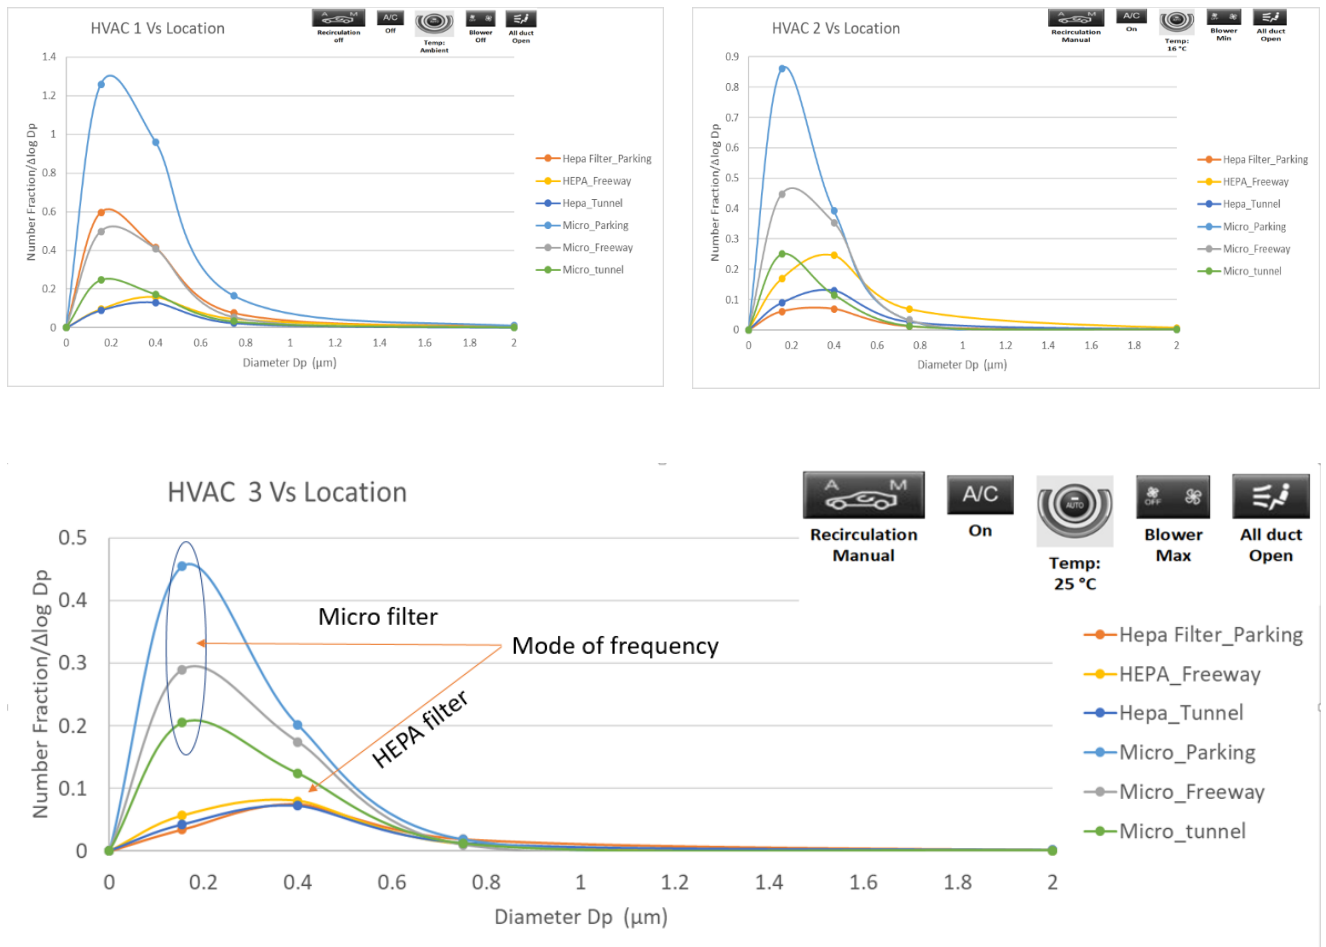 HVAC 1 Vs Location
A M
Recirculation
off
A/C
Off
Temp:
Ambient
Blower
Off
All duct
Open
Number Fraction/Δlog Dp
1.4
1.2
1
0.8
0.6
0.4
0.2
0
0 0.2 0.4 0.6 0.8 1 1.2 1.4 1.6 1.8 2
Diameter Dp (µm)
Hepa Filter_Parking
HEPA_Freeway
Hepa_Tunnel
Micro_Parking
Micro_Freeway
Micro_tunnel
HVAC 2 Vs Location
A M
Recirculation
Manual
A/C
On
Temp:
16 °C
Blower
Min
All duct
Open
Number Fraction/Δlog Dp
0.9
0.8
0.7
0.6
0.5
0.4
0.3
0.2
0.1
0
0 0.2 0.4 0.6 0.8 1 1.2 1.4 1.6 1.8 2
Diameter Dp (µm)
Hepa Filter_Parking
HEPA_Freeway
Hepa_Tunnel
Micro_Parking
Micro_Freeway
Micro_tunnel
HVAC 3 Vs Location
A M
Recirculation
Manual
A/C
On
AUTO
Temp:
25 °C
OFF
Blower
Max
All duct
Open
Number Fraction/Δlog Dp
0.5
0.4
0.3
0.2
0.1
0
0 0.2 0.4 0.6 0.8 1 1.2 1.4 1.6 1.8 2
Diameter Dp (µm)
Micro filter
Mode of frequency
HEPA filter
Hepa Filter_Parking
HEPA_Freeway
Hepa_Tunnel
Micro_Parking
Micro_Freeway
Micro_tunnel